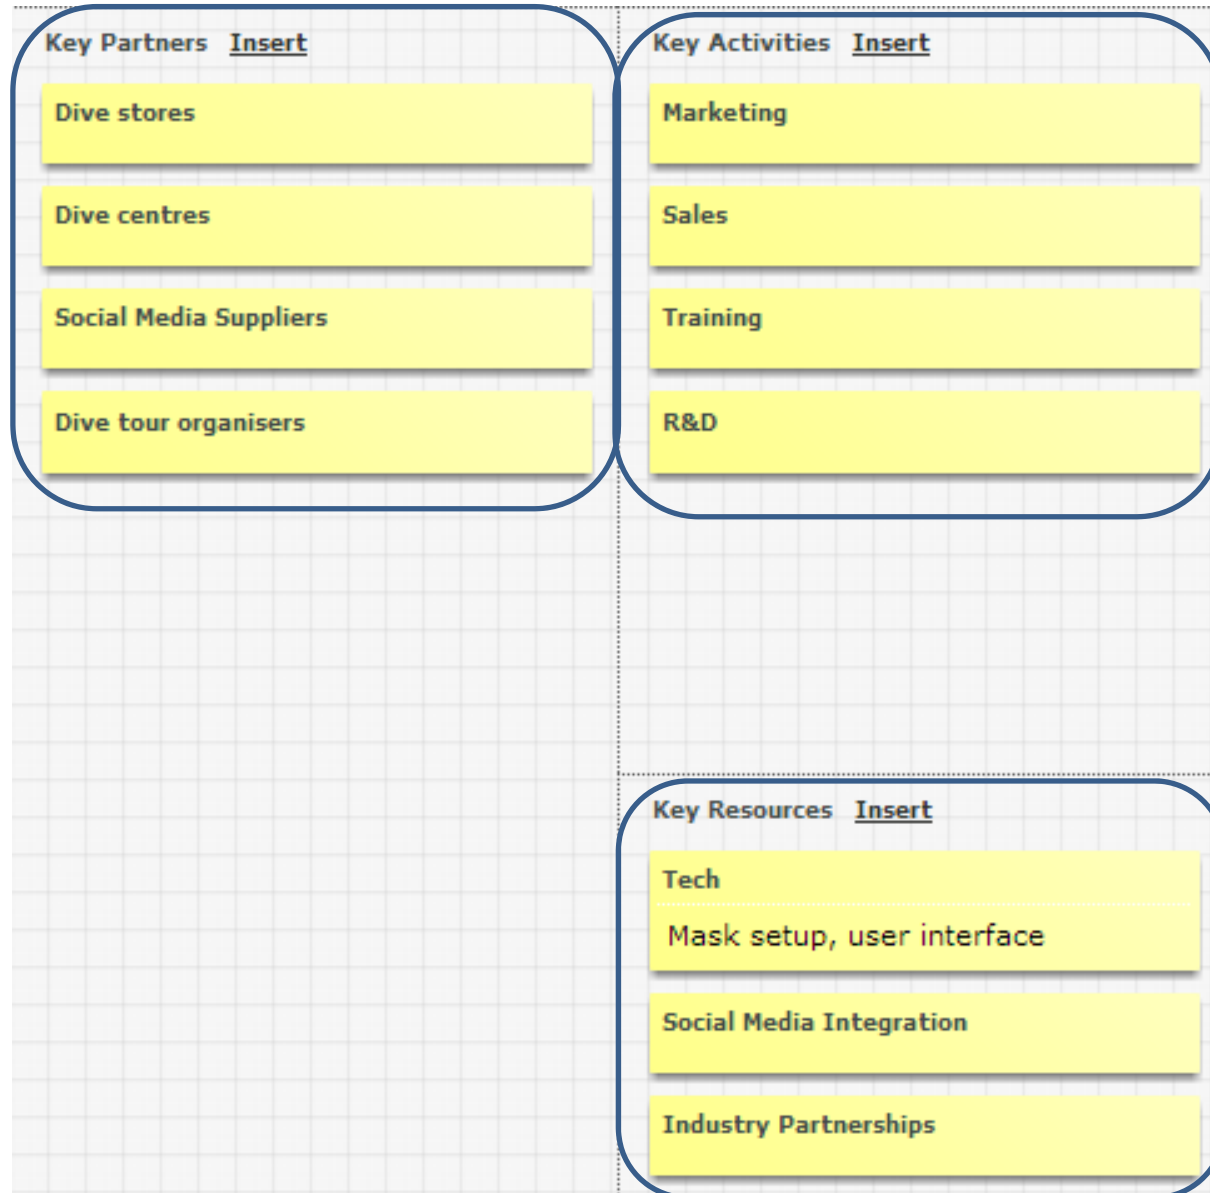 Key Partners Insert
Dive stores
Dive centres
Social Media Suppliers
Dive tour organisers
Key Activities Insert
Marketing
Sales
Training
R&D
Key Resources Insert
Tech
Mask setup, user interface
Social Media Integration
Industry Partnerships